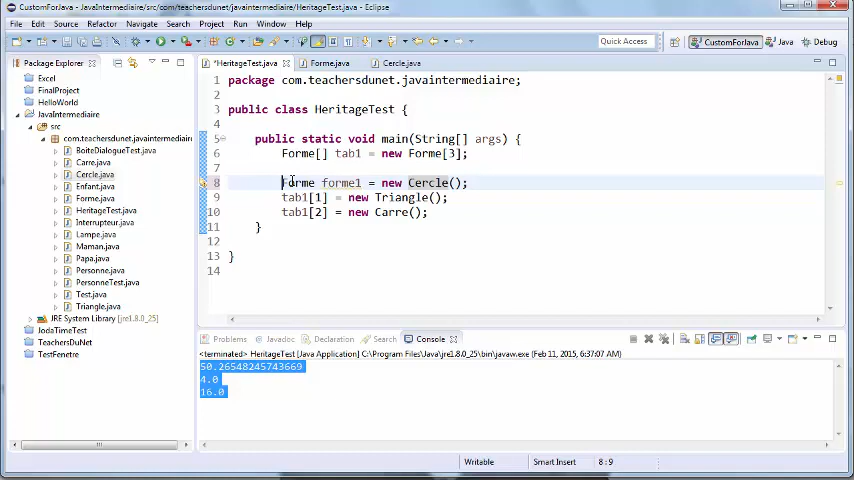 CustomForJava - JavaIntermediaire/src/com/teachersdunet/javaintermediaire/HeritageTest.java - Eclipse
File Edit Source Refactor Navigate Search Project Run Window Help
Quick Access CustomForJava Java Debug
Package Explorer *HeritageTest.java Forme.java Cercle.java
Excel
FinalProject
HelloWorld
JavaIntermediaire
src
com.teachersdunet.javaintermediaire
BoiteDialogueTest.java
Carre.java
Cercle.java
Enfant.java
Forme.java
HeritageTest.java
Interrupteur.java
Lampe.java
Maman.java
Papa.java
Personne.java
PersonneTest.java
Test.java
Triangle.java
JRE System Library [jre1.8.0_25]
JodaTimeTest
TeachersDuNet
TestFenetre
1 package com.teachersdunet.javaintermediaire;
2
3 public class HeritageTest {
4
5 public static void main(String[] args) {
6 Forme[] tab1 = new Forme[3];
7
8 Forme forme1 = new Cercle();
9 tab1[1] = new Triangle();
10 tab1[2] = new Carre();
11 }
12
13 }
14
Problems Javadoc Declaration Search Console
<terminated> HeritageTest [Java Application] C:\Program Files\Java\jre1.8.0_25\bin\javaw.exe (Feb 11, 2015, 6:37:07 AM)
50.26548245743669
4.0
16.0
Writable Smart Insert 8 : 9